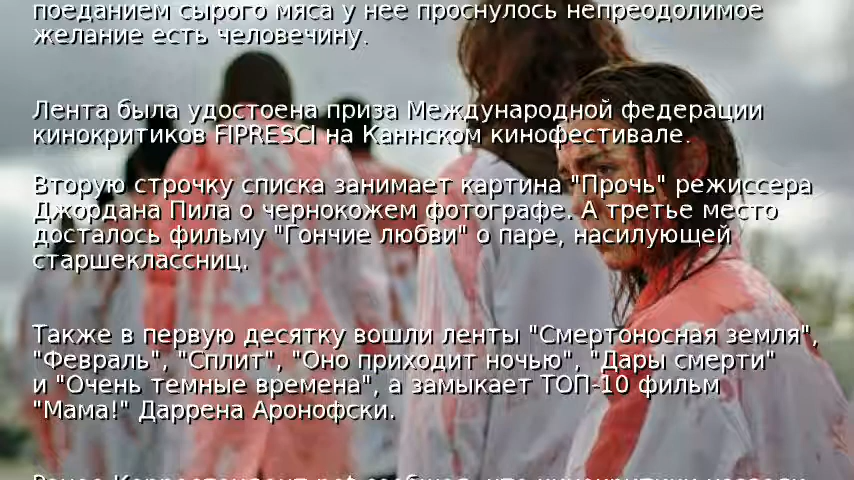 поеданием сырого мяса у нее проснулось непреодолимое
желание есть человечину.
Лента была удостоена приза Международной федерации
кинокритиков FIPRESCI на Каннском кинофестивале.
Вторую строчку списка занимает картина "Прочь" режиссера
Джордана Пила о чернокожем фотографе. А третье место
досталось фильму "Гончие любви" о паре, насилующей
старшеклассниц.
Также в первую десятку вошли ленты "Смертоносная земля",
"Февраль", "Сплит", "Оно приходит ночью", "Дары смерти"
и "Очень темные времена", а замыкает ТОП-10 фильм
"Мама!" Даррена Аронофски.